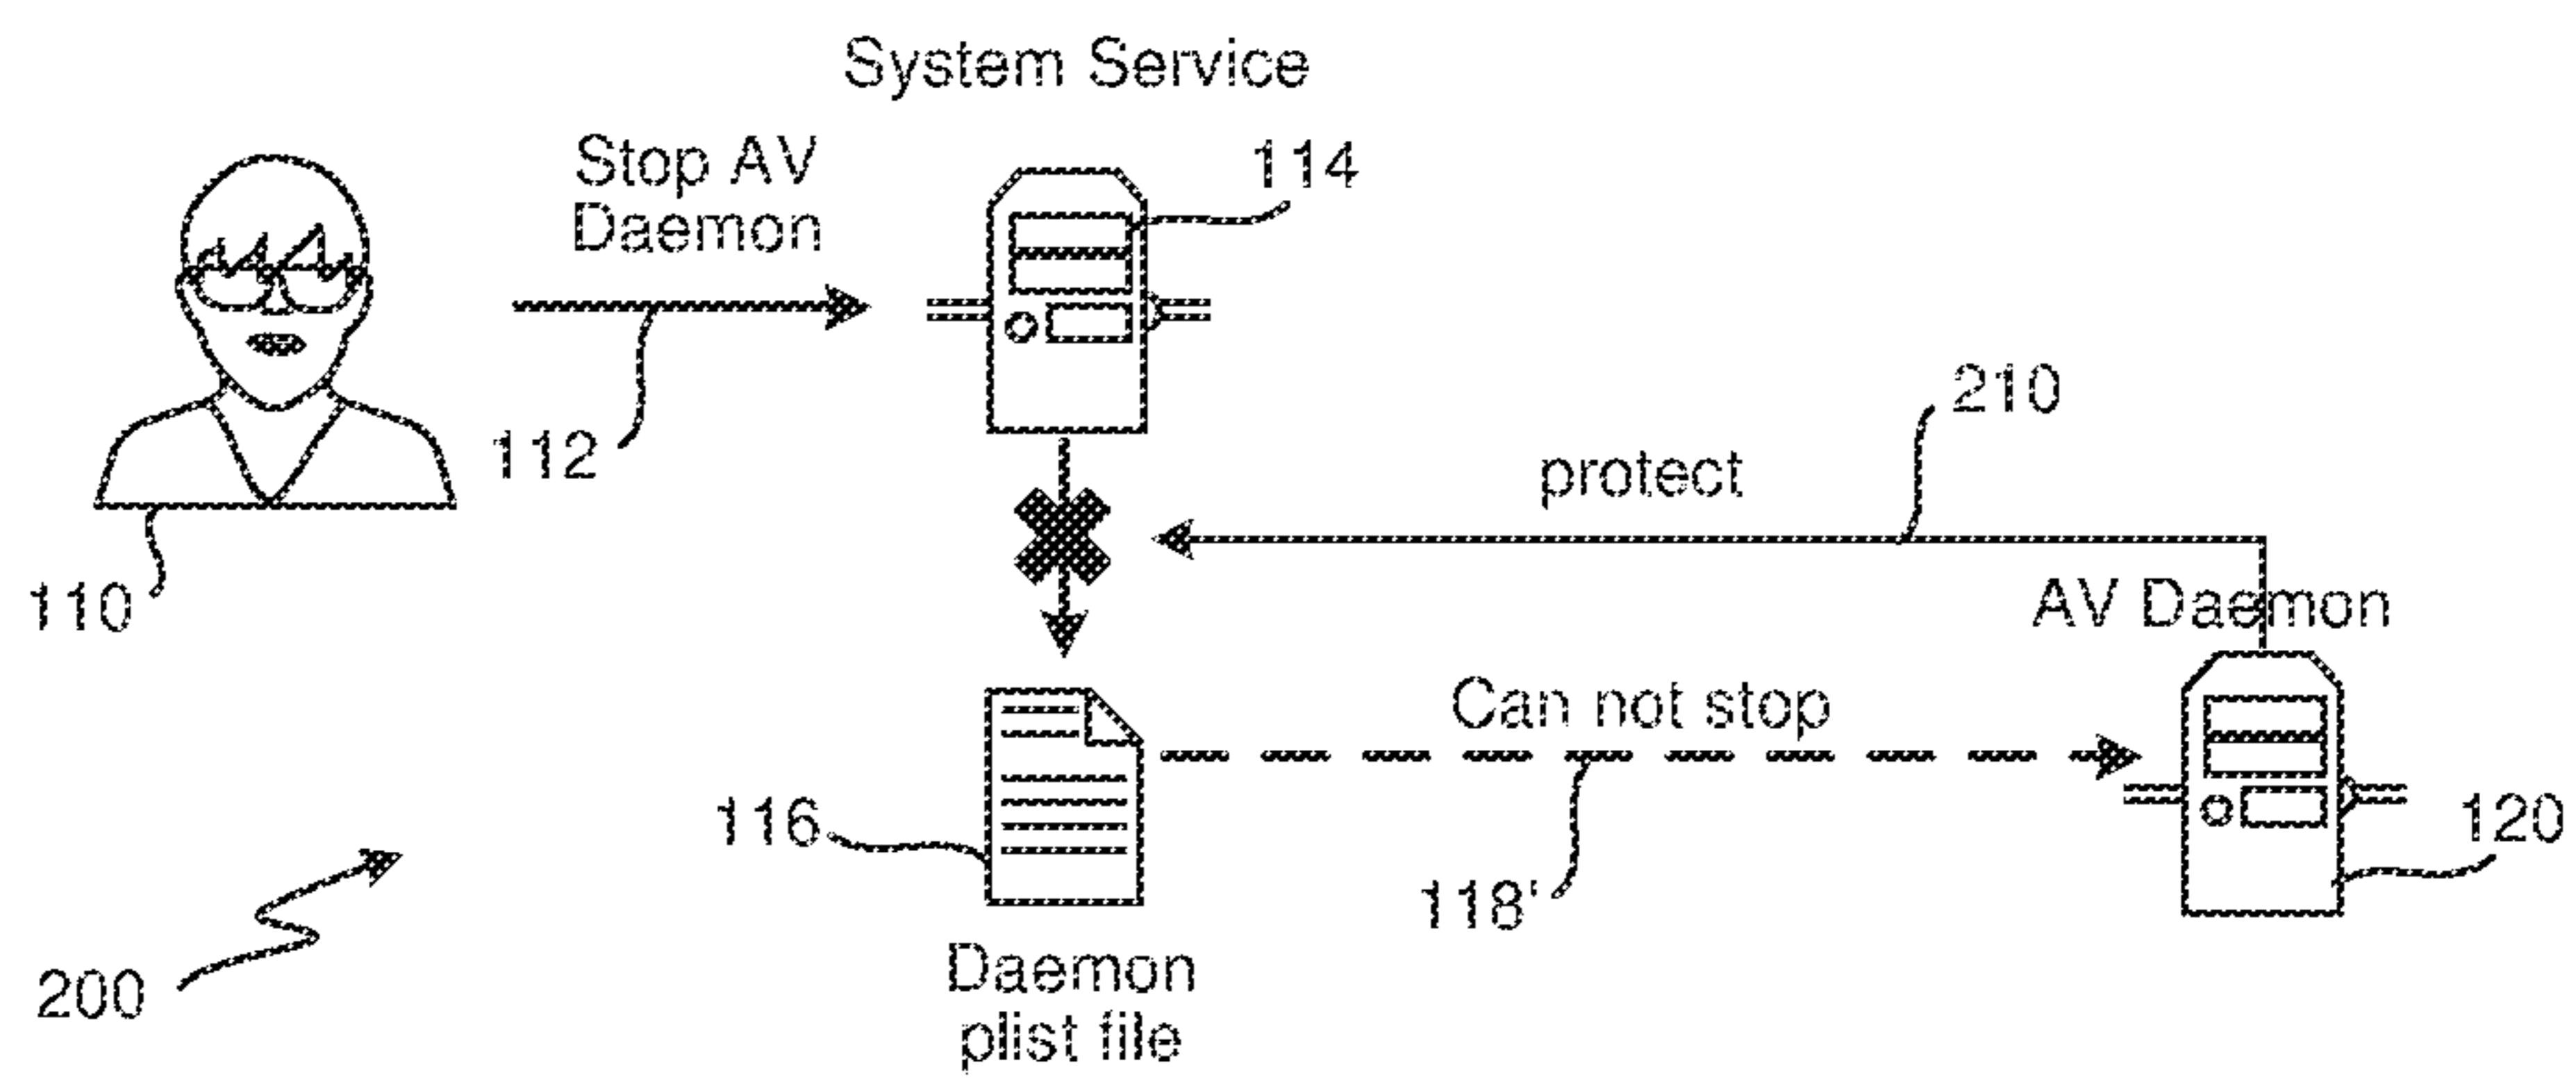 System Service
Stop AV
Daemon
114
112
110
210
protect
AV Daemon
Can not stop
116
118'
120
200
Daemon
plist file